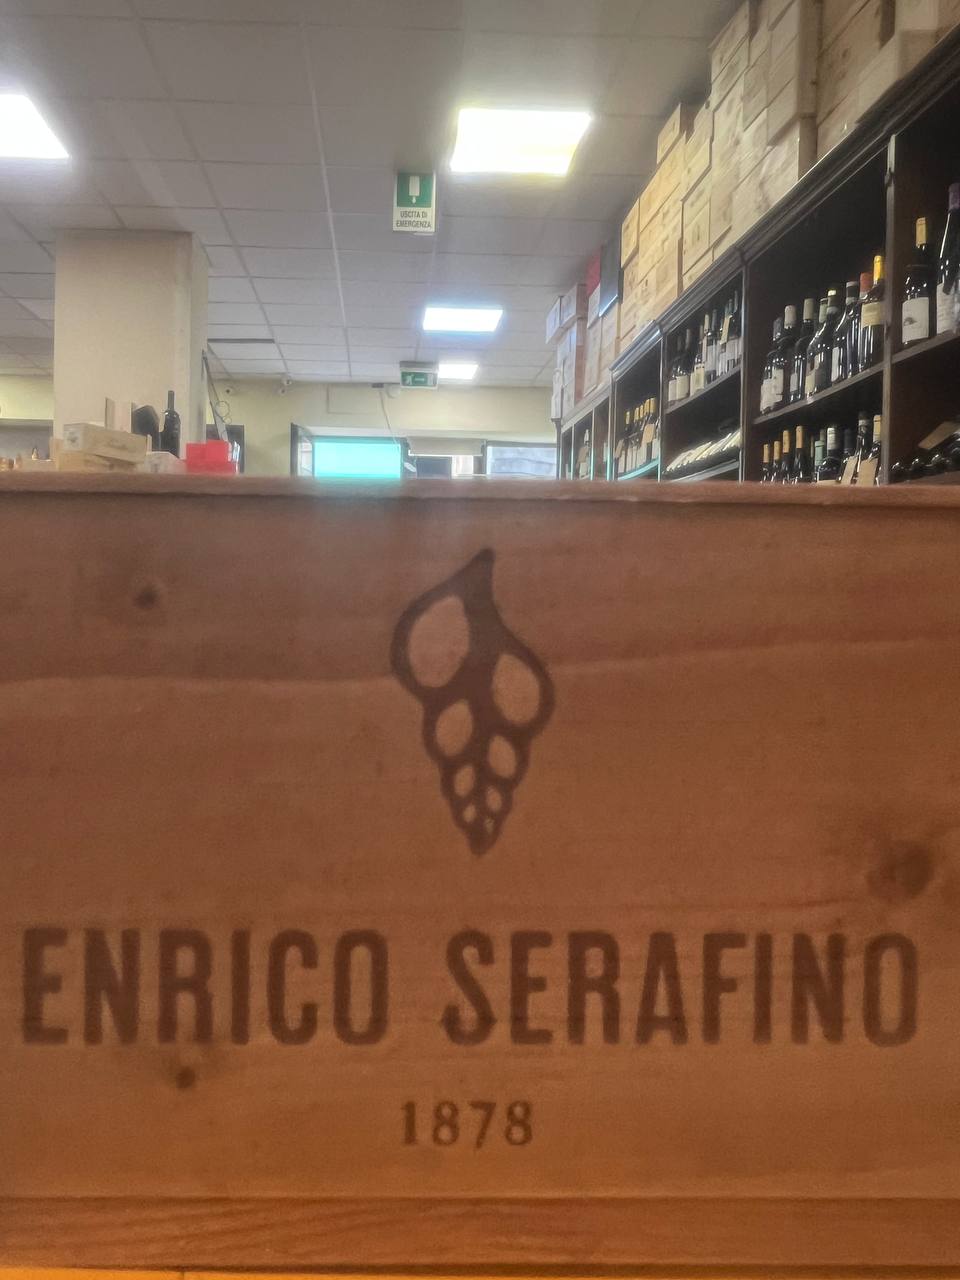 USCITA DI
EMERGENZA
ENRICO SERAFINO
1878